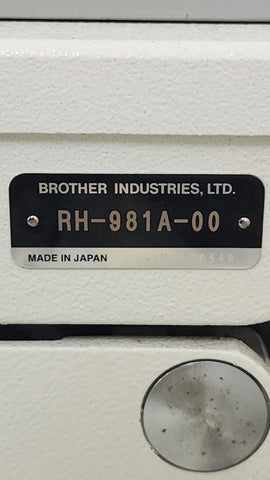 BROTHER INDUSTRIES, LTD.
RH-981A-00
MADE IN JAPAN